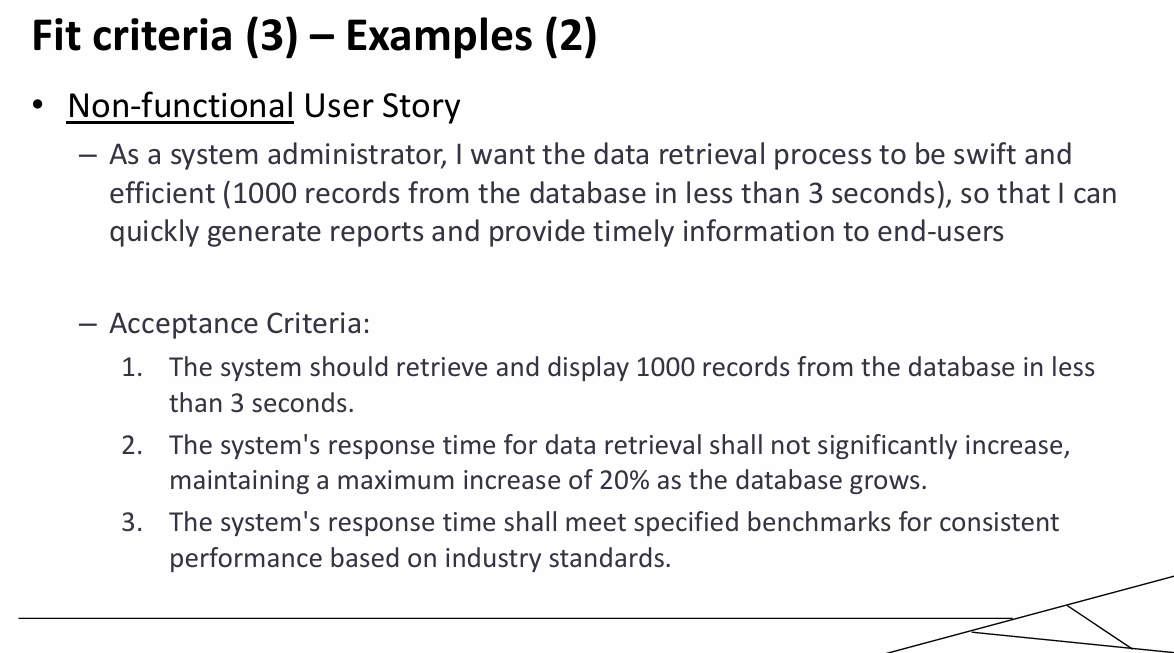 Fit criteria (3) – Examples (2)
• Non-functional User Story
– As a system administrator, I want the data retrieval process to be swift and
efficient (1000 records from the database in less than 3 seconds), so that I can
quickly generate reports and provide timely information to end-users
– Acceptance Criteria:
1. The system should retrieve and display 1000 records from the database in less
than 3 seconds.
2. The system's response time for data retrieval shall not significantly increase,
maintaining a maximum increase of 20% as the database grows.
3. The system's response time shall meet specified benchmarks for consistent
performance based on industry standards.